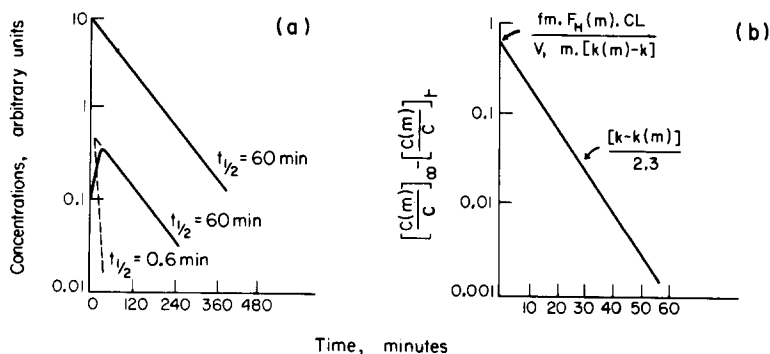 (a)
Concentrations, arbitrary units
10
1
0.1
0.01
t1/2 = 60 min
t1/2 = 60 min
t1/2 = 0.6 min
0 120 240 360 480
(b)
fm. FH(m). CL
V, m. [k(m)-k]
[k-k(m)]
2.3
[C(m)/C]∞ - [C(m)/C]t
1
0.1
0.01
0.001
10 20 30 40 50 60
Time, minutes